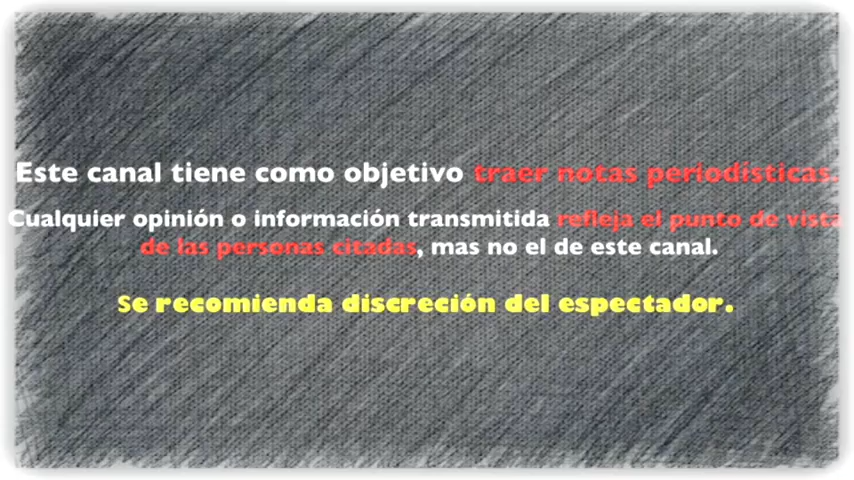 Este canal tiene como objetivo traer notas periodísticas.
Cualquier opinión o información transmitida refleja el punto de vista
de las personas citadas, mas no el de este canal.
Se recomienda discreción del espectador.